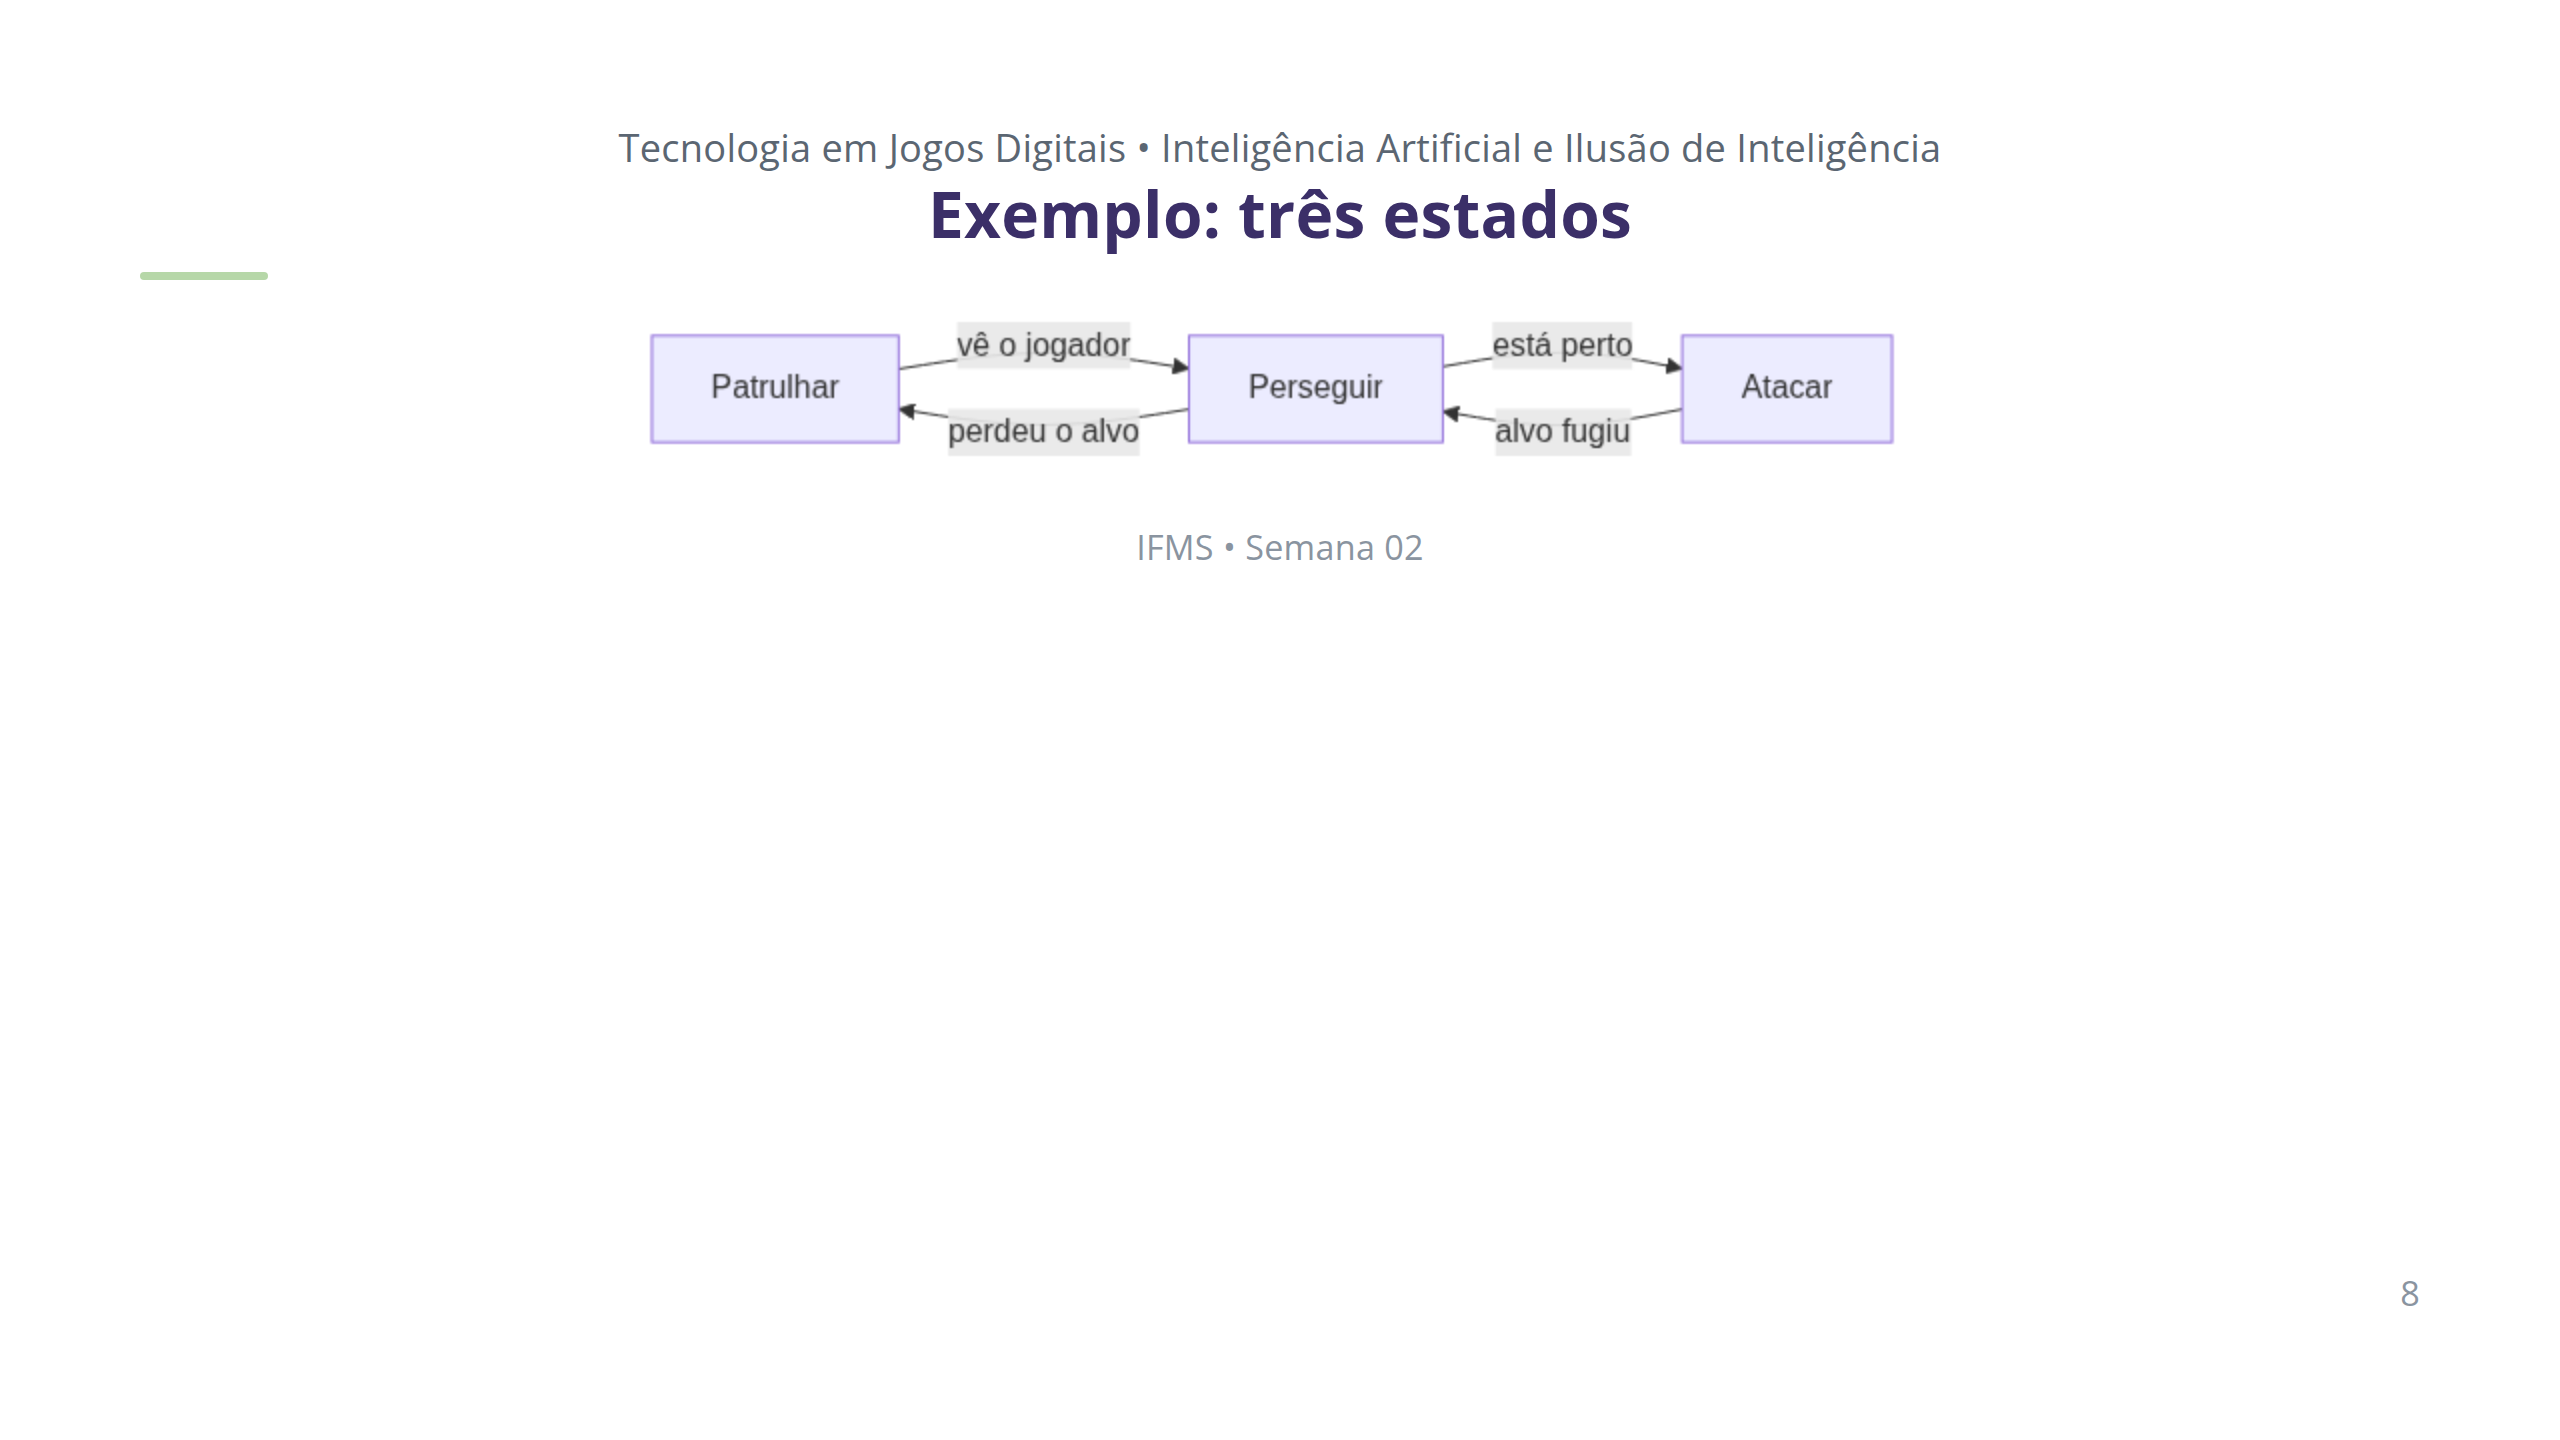 Tecnologia em Jogos Digitais • Inteligência Artificial e Ilusão de Inteligência
Exemplo: três estados
vê o jogador
está perto
Patrulhar
Perseguir
Atacar
perdeu o alvo
alvo fugiu
IFMS • Semana 02
8